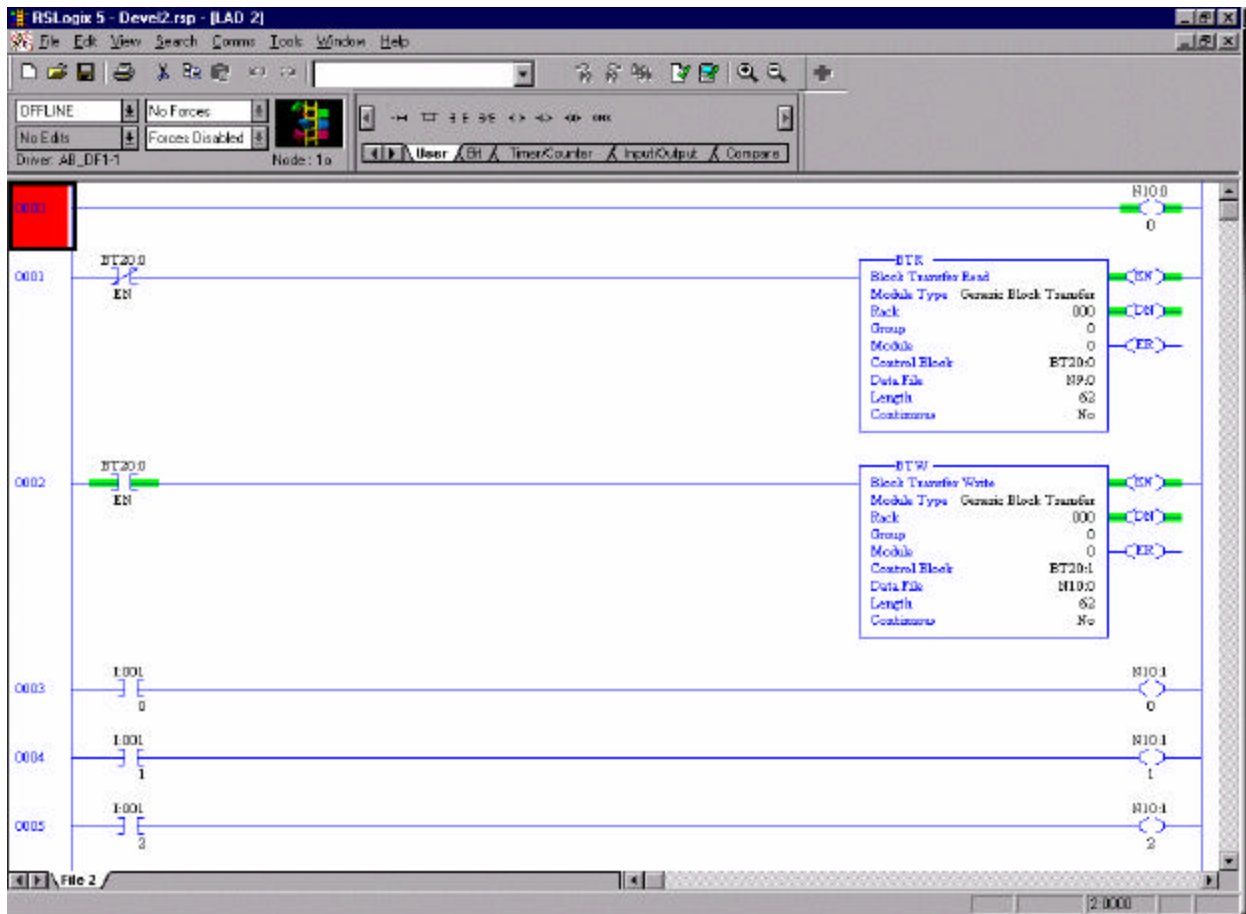 RSLogix 5 - Devel2.rsp - [LAD 2]
File Edit View Search Comms Tools Window Help
OFFLINE No Forces
No Edits Forces Disabled
Driver: AB_DF1-1 Node: 1o
User Bit Timer/Counter Input/Output Compare
N10:0
0000
0
BT20:0
0001
EN
BTR
Block Transfer Read
Module Type Generic Block Transfer
Rack 000
Group 0
Module 0
Control Block BT20:0
Data File N9:0
Length 62
Continuous No
EN
DN
ER
BT20:0
0002
EN
BTW
Block Transfer Write
Module Type Generic Block Transfer
Rack 000
Group 0
Module 0
Control Block BT20:1
Data File N10:0
Length 62
Continuous No
EN
DN
ER
I:001 N10:1
0003
0 0
I:001 N10:1
0004
1 1
I:001 N10:1
0005
2 2
File 2
2:0000